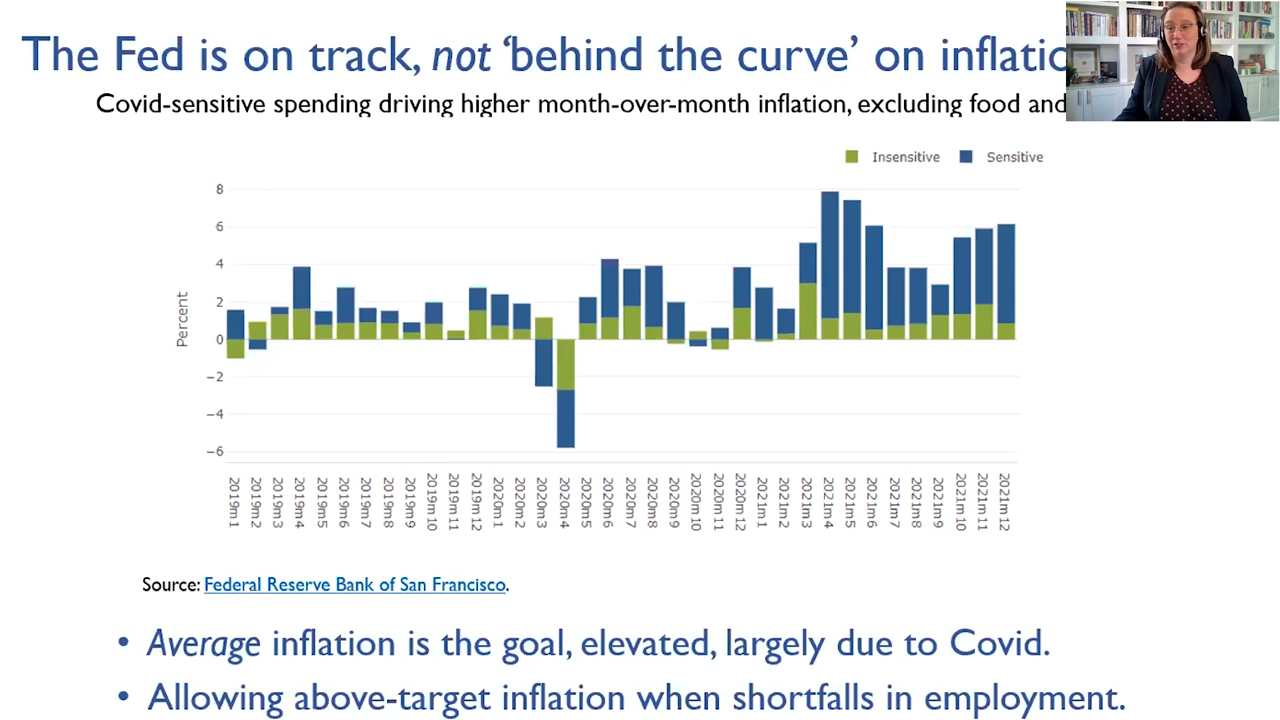 The Fed is on track, not ‘behind the curve’ on inflatio
Covid-sensitive spending driving higher month-over-month inflation, excluding food and
Insensitive Sensitive
8
6
4
2
0
−2
−4
−6
Percent
2019m1
2019m2
2019m3
2019m4
2019m5
2019m6
2019m7
2019m8
2019m9
2019m10
2019m11
2019m12
2020m1
2020m2
2020m3
2020m4
2020m5
2020m6
2020m7
2020m8
2020m9
2020m10
2020m11
2020m12
2021m1
2021m2
2021m3
2021m4
2021m5
2021m6
2021m7
2021m8
2021m9
2021m10
2021m11
2021m12
Source: Federal Reserve Bank of San Francisco.
• Average inflation is the goal, elevated, largely due to Covid.
• Allowing above-target inflation when shortfalls in employment.